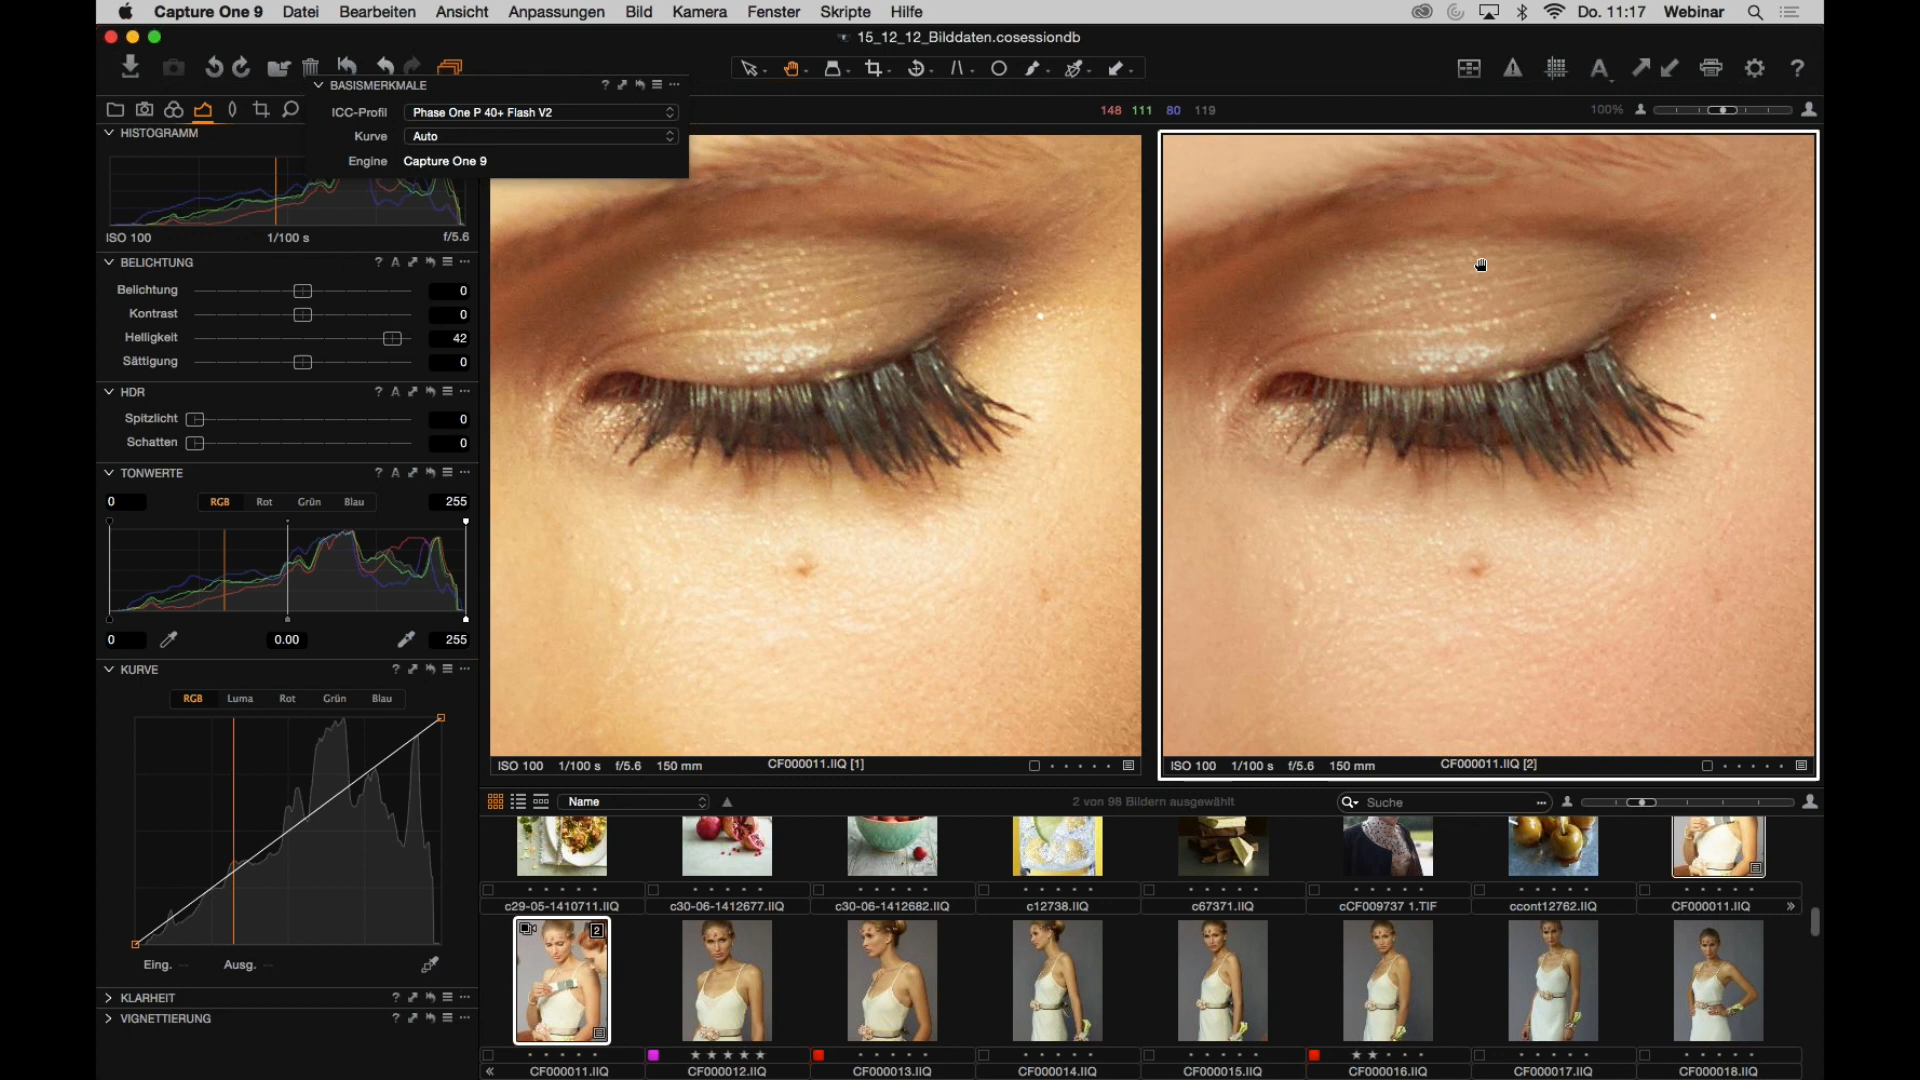 Capture One 9 Datei Bearbeiten Ansicht Anpassungen Bild Kamera Fenster Skripte Hilfe Do. 11:17 Webinar
15_12_12_Bilddaten.cosessiondb
BASISMERKMALE ? ...
ICC-Profil Phase One P 40+ Flash V2
Kurve Auto
Engine Capture One 9
148 111 80 119 100%
HISTOGRAMM
ISO 100 1/100 s f/5.6
BELICHTUNG ? A ...
Belichtung 0
Kontrast 0
Helligkeit 42
Sättigung 0
HDR ? A ...
Spitzlicht 0
Schatten 0
TONWERTE ? A ...
0 RGB Rot Grün Blau 255
0 0.00 255
KURVE ? ...
RGB Luma Rot Grün Blau
Eing. -- Ausg. --
KLARHEIT ? ...
VIGNETTIERUNG ? ...
ISO 100 1/100 s f/5.6 150 mm CF000011.IIQ [1]
ISO 100 1/100 s f/5.6 150 mm CF000011.IIQ [2]
Name 2 von 98 Bildern ausgewählt Suche ...
c29-05-1410711.IIQ c30-06-1412677.IIQ c30-06-1412682.IIQ c12738.IIQ c67371.IIQ cCF009737 1.TIF ccont12762.IIQ CF000011.IIQ »
2
« CF000011.IIQ CF000012.IIQ CF000013.IIQ CF000014.IIQ CF000015.IIQ CF000016.IIQ CF000017.IIQ CF000018.IIQ